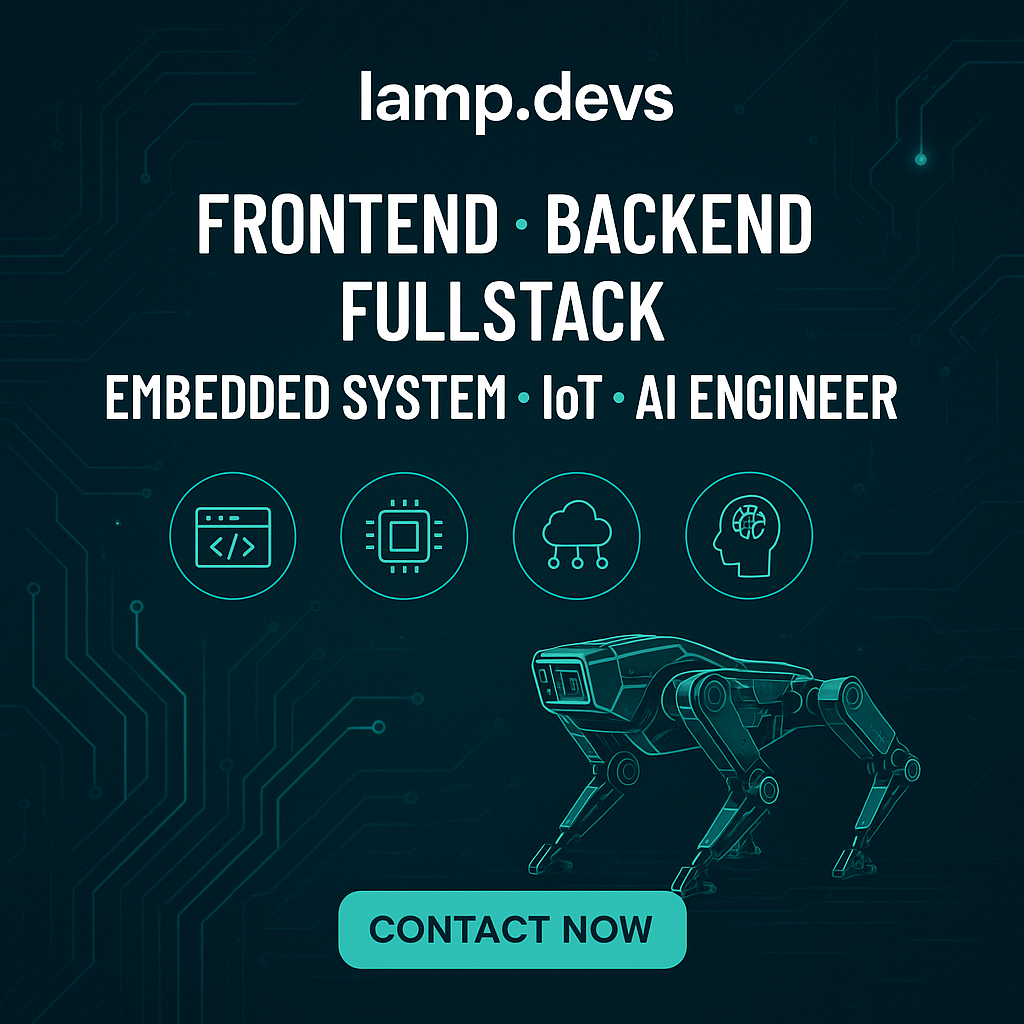 lamp.devs
FRONTEND · BACKEND
FULLSTACK
EMBEDDED SYSTEM · IoT · AI ENGINEER
</>
CONTACT NOW